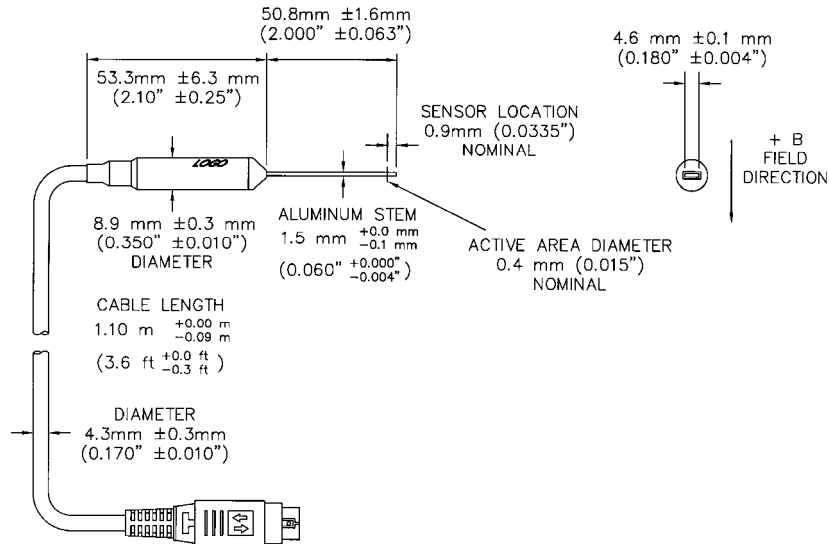 50.8mm ±1.6mm
(2.000" ±0.063")
53.3mm ±6.3 mm
(2.10" ±0.25")
4.6 mm ±0.1 mm
(0.180" ±0.004")
SENSOR LOCATION
0.9mm (0.0335")
NOMINAL
+ B
FIELD
DIRECTION
LOGO
8.9 mm ±0.3 mm
(0.350" ±0.010")
DIAMETER
ALUMINUM STEM
1.5 mm +0.0 mm
-0.1 mm
(0.060" +0.000"
-0.004" )
ACTIVE AREA DIAMETER
0.4 mm (0.015")
NOMINAL
CABLE LENGTH
1.10 m +0.00 m
-0.09 m
(3.6 ft +0.0 ft
-0.3 ft )
DIAMETER
4.3mm ±0.3mm
(0.170" ±0.010")